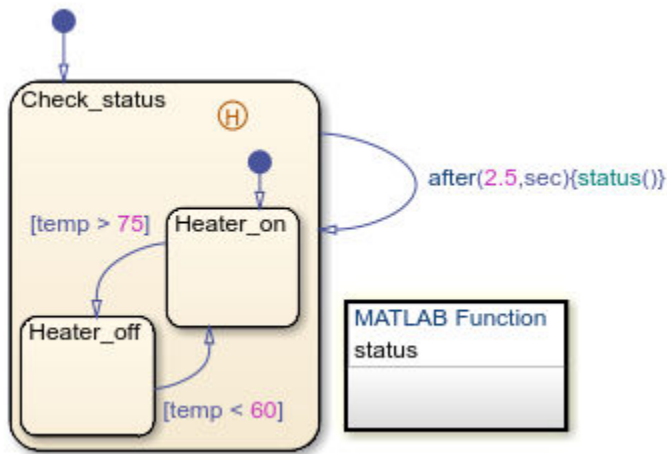 Check_status
H
after(2.5,sec){status()}
[temp > 75]
Heater_on
Heater_off
[temp < 60]
MATLAB Function
status